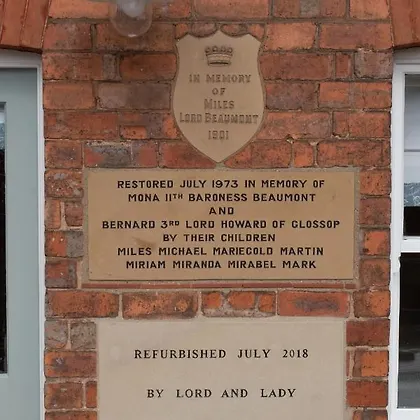 IN MEMORY
OF
MILES
LORD BEAUMONT
1901
RESTORED JULY 1973 IN MEMORY OF
MONA 11TH BARONESS BEAUMONT
AND
BERNARD 3RD LORD HOWARD OF GLOSSOP
BY THEIR CHILDREN
MILES MICHAEL MARIEGOLD MARTIN
MIRIAM MIRANDA MIRABEL MARK
REFURBISHED JULY 2018
BY LORD AND LADY